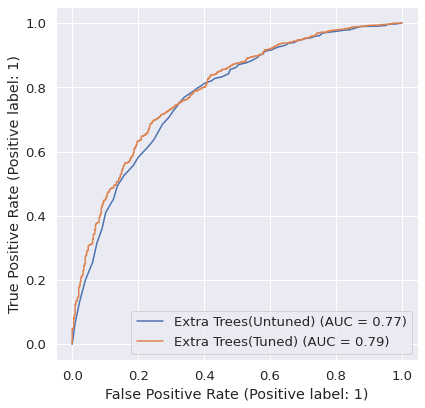 1.0
0.8
0.6
0.4
0.2
0.0
True Positive Rate (Positive label: 1)
Extra Trees(Untuned) (AUC = 0.77)
Extra Trees(Tuned) (AUC = 0.79)
0.0 0.2 0.4 0.6 0.8 1.0
False Positive Rate (Positive label: 1)